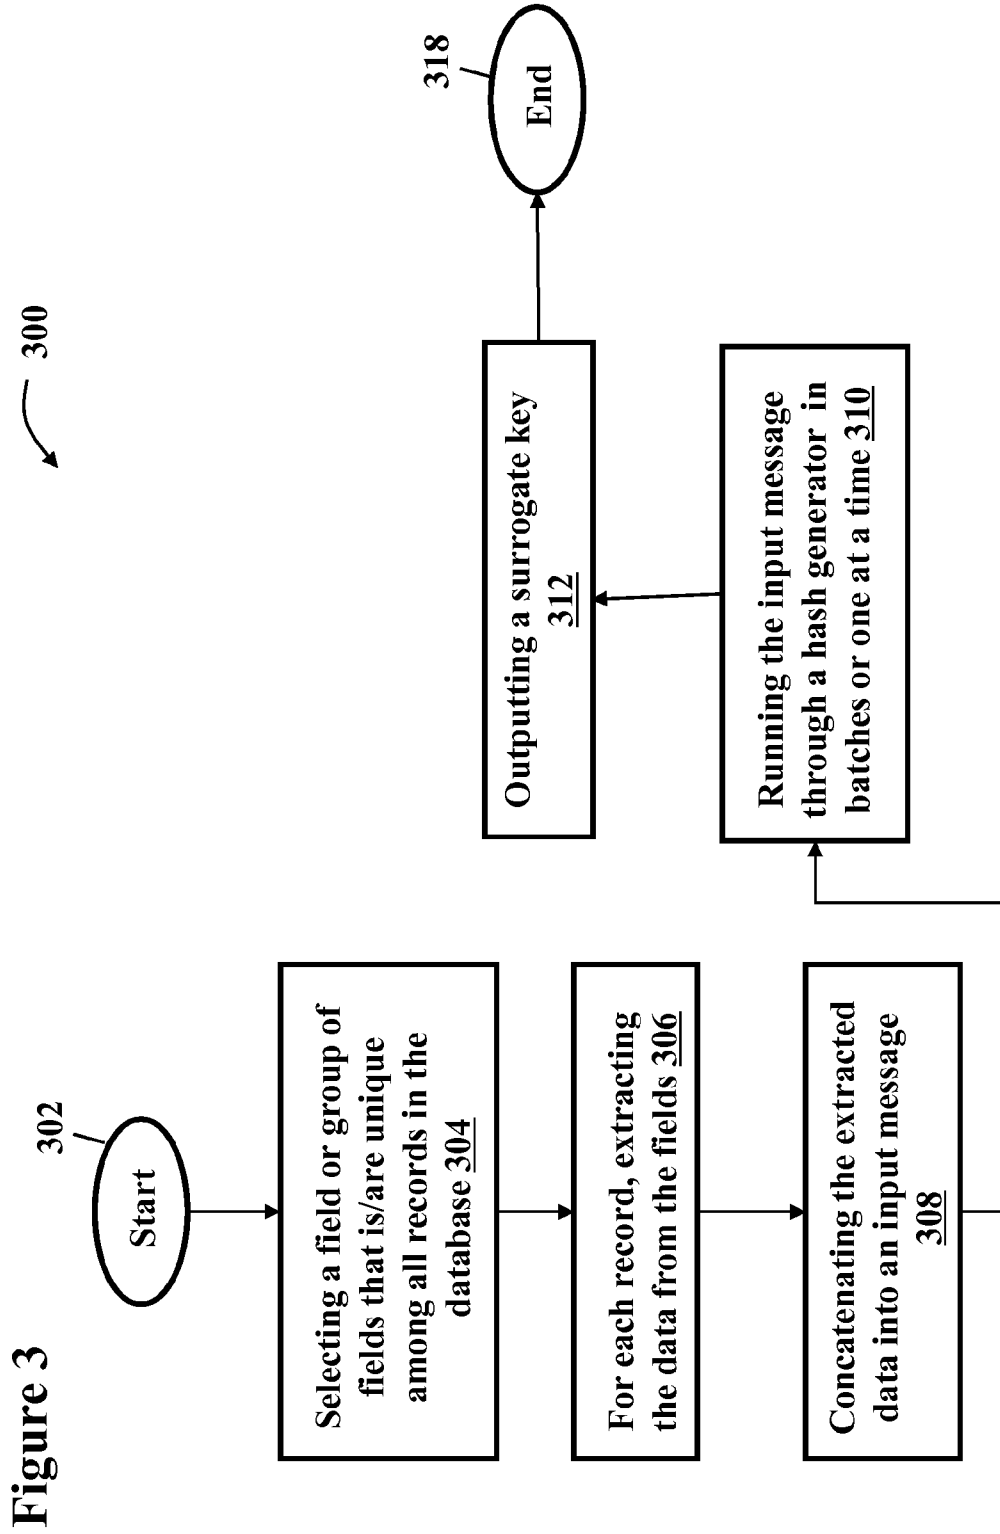 Figure 3
300
302
Start
Selecting a field or group of
fields that is/are unique
among all records in the
database 304
For each record, extracting
the data from the fields 306
Concatenating the extracted
data into an input message
308
Running the input message
through a hash generator in
batches or one at a time 310
Outputting a surrogate key
312
318
End